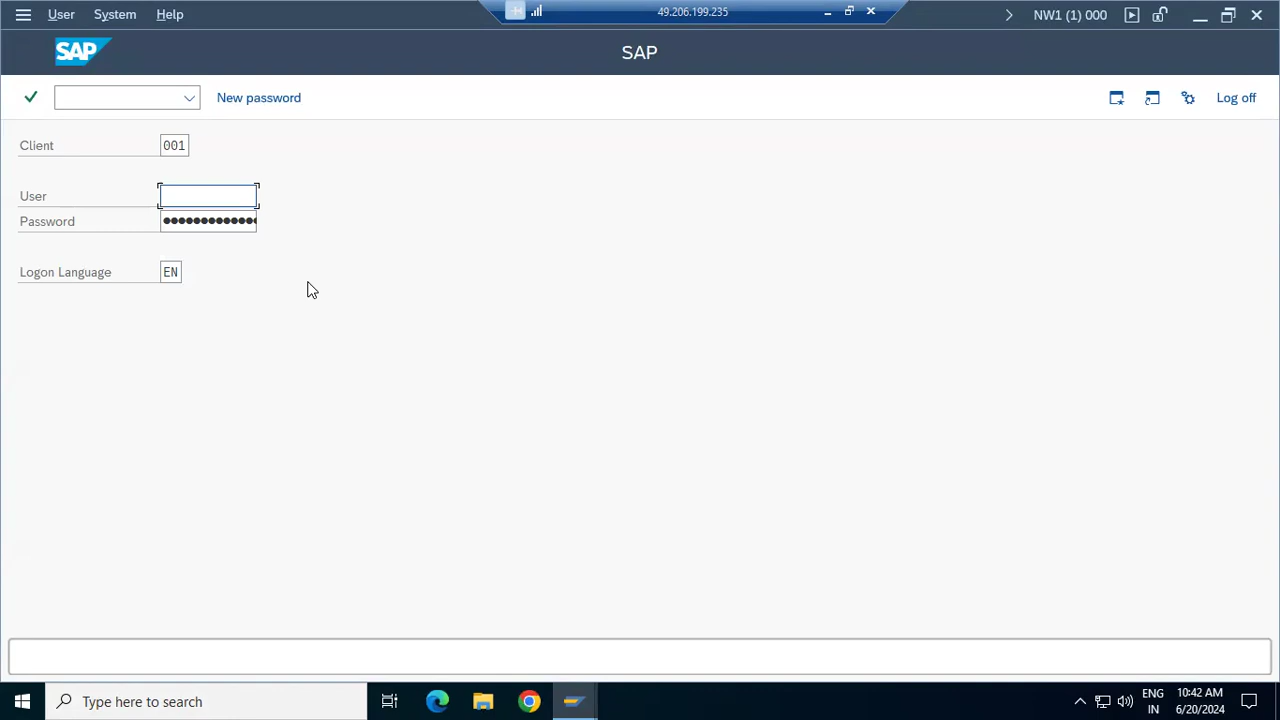 User System Help
49.206.199.235
NW1 (1) 000
SAP
SAP
New password
Log off
Client 001
User
Password
Logon Language EN
Type here to search
ENG
IN
10:42 AM
6/20/2024